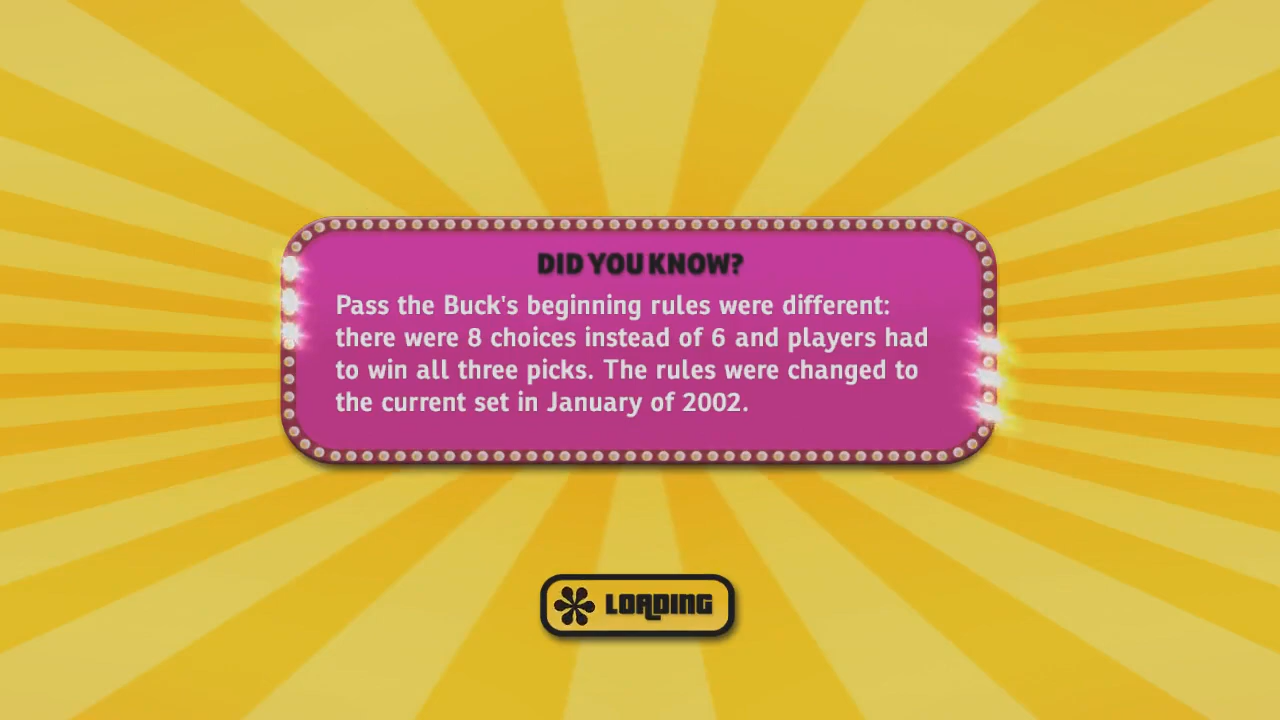 DID YOU KNOW?
Pass the Buck's beginning rules were different:
there were 8 choices instead of 6 and players had
to win all three picks. The rules were changed to
the current set in January of 2002.
LOADING